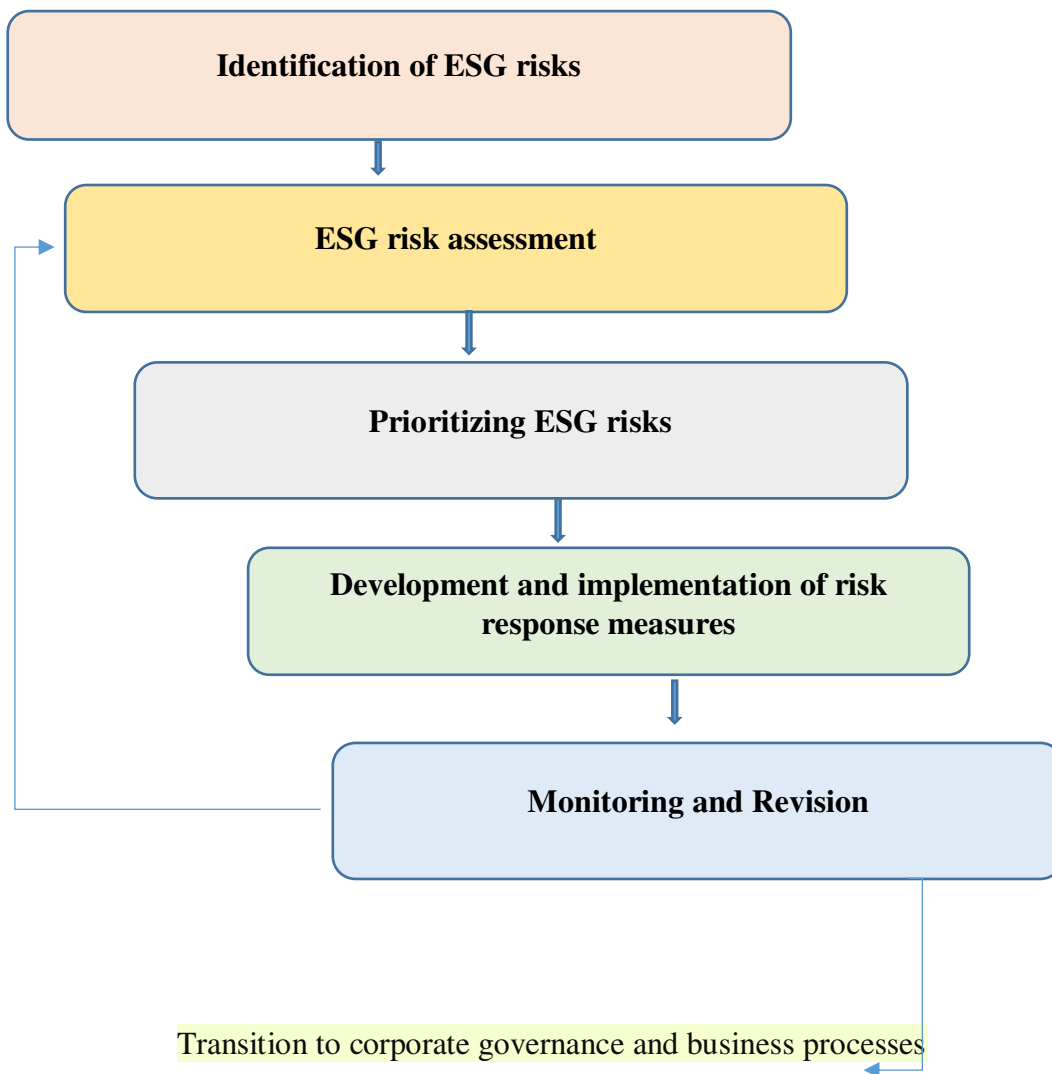 Identification of ESG risks
ESG risk assessment
Prioritizing ESG risks
Development and implementation of risk
response measures
Monitoring and Revision
Transition to corporate governance and business processes